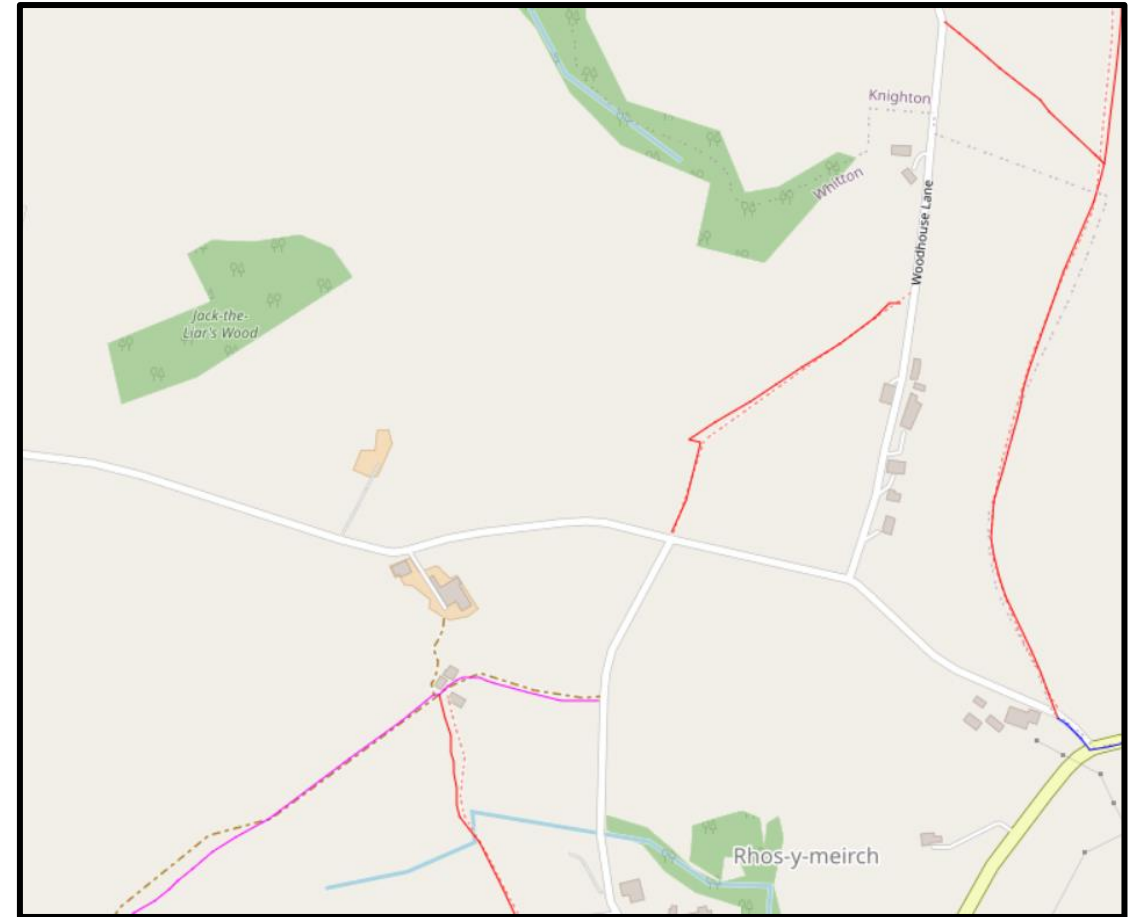 Knighton
Whitton
Woodhouse Lane
Jack-the-
Liar's Wood
Rhos-y-meirch